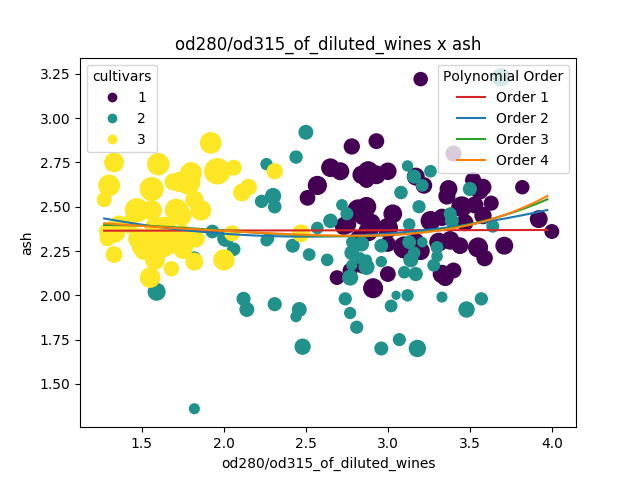 od280/od315_of_diluted_wines x ash
cultivars
1
2
3
Polynomial Order
Order 1
Order 2
Order 3
Order 4
3.25
3.00
2.75
2.50
2.25
2.00
1.75
1.50
ash
1.5 2.0 2.5 3.0 3.5 4.0
od280/od315_of_diluted_wines